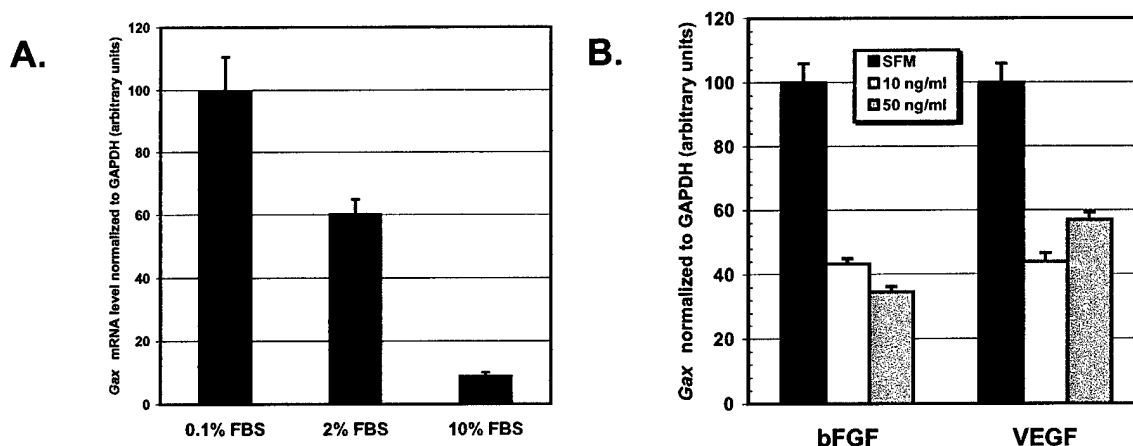 A.
Gax mRNA level normalized to GAPDH (arbitrary units)
120
100
80
60
40
20
0
0.1% FBS 2% FBS 10% FBS
B.
Gax normalized to GAPDH (arbitrary units)
120
100
80
60
40
20
0
SFM
10 ng/ml
50 ng/ml
bFGF VEGF